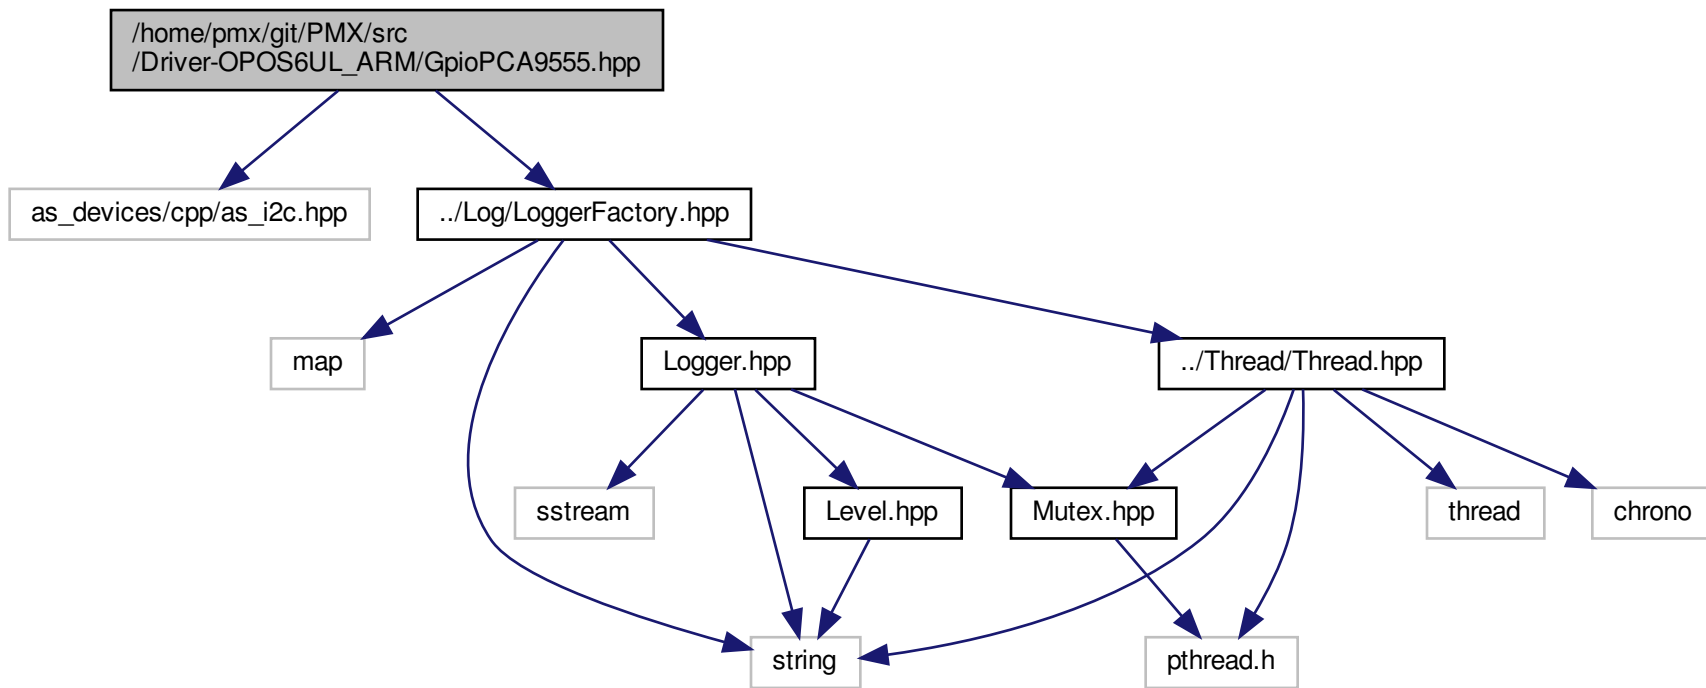 /home/pmx/git/PMX/src
/Driver-OPOS6UL_ARM/GpioPCA9555.hpp
as_devices/cpp/as_i2c.hpp
../Log/LoggerFactory.hpp
map
Logger.hpp
../Thread/Thread.hpp
sstream
Level.hpp
Mutex.hpp
thread
chrono
string
pthread.h